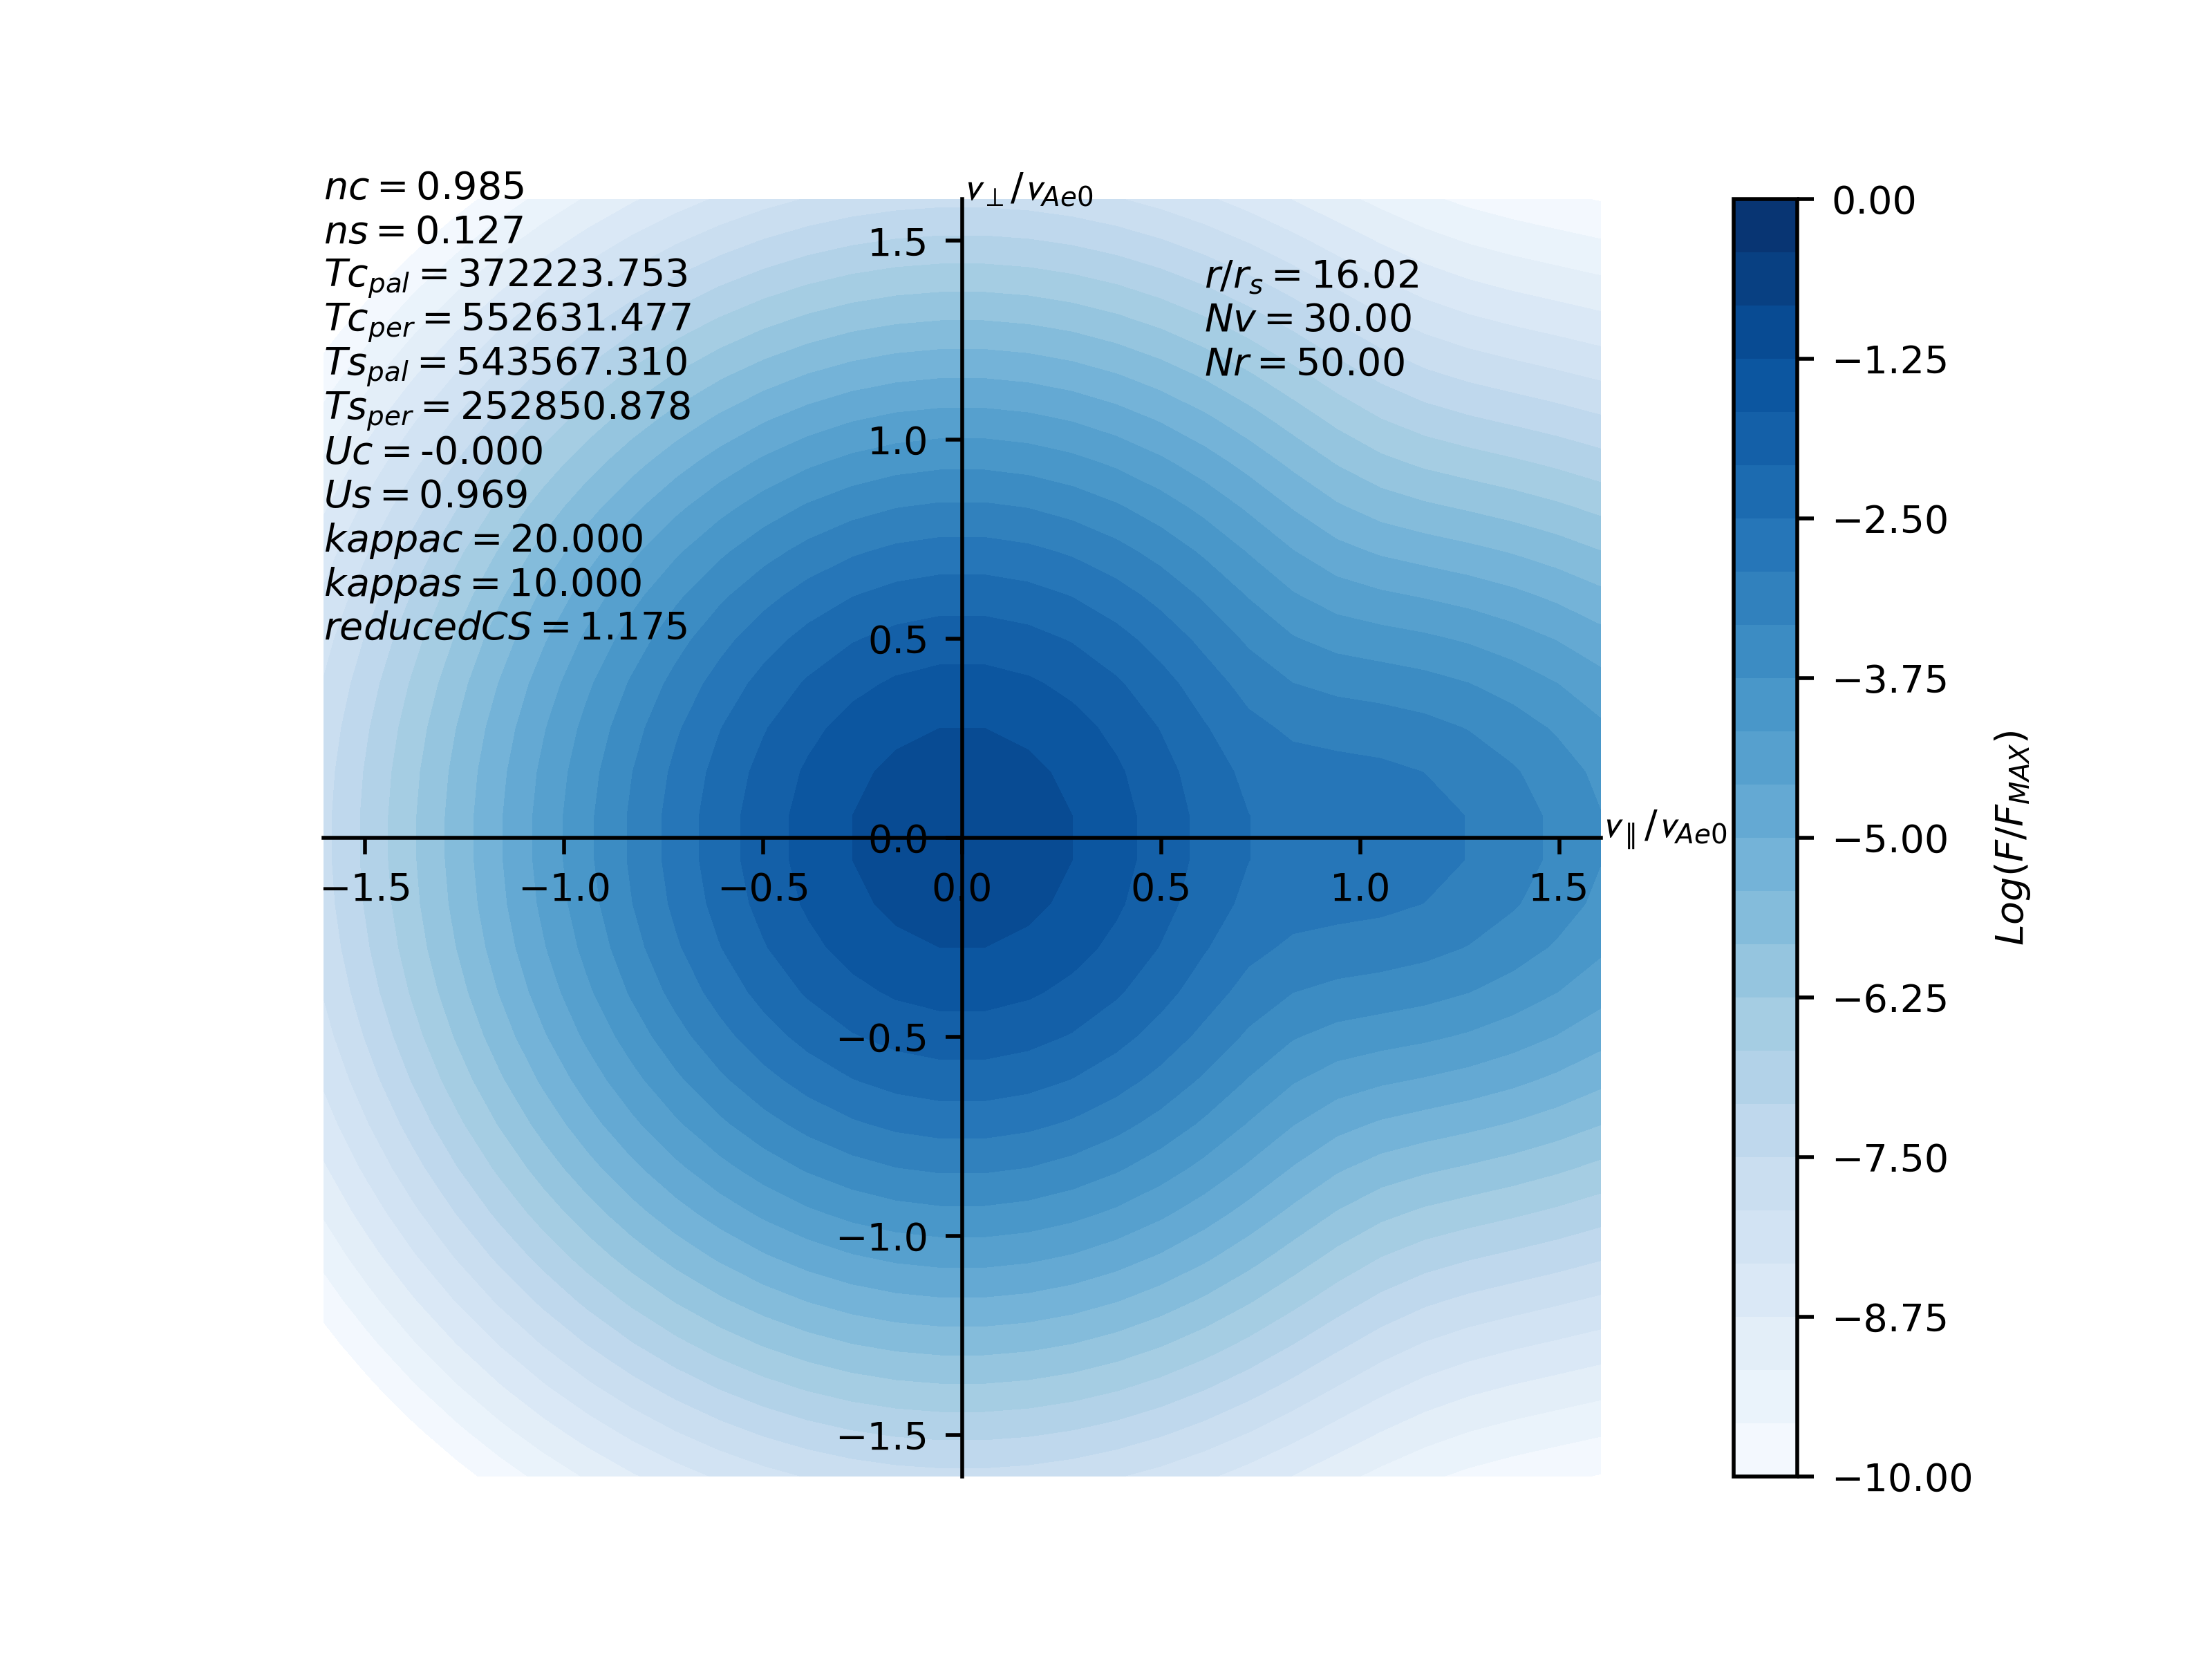 nc = 0.985
ns = 0.127
Tc_pal = 372223.753
Tc_per = 552631.477
Ts_pal = 543567.310
Ts_per = 252850.878
Uc = -0.000
Us = 0.969
kappac = 20.000
kappas = 10.000
reducedCS = 1.175
v_⊥/v_Ae0
r/r_s = 16.02
Nv = 30.00
Nr = 50.00
1.5
1.0
0.5
0.0
−0.5
−1.0
−1.5
−1.5 −1.0 −0.5 0.0 0.5 1.0 1.5
v_∥/v_Ae0
0.00
−1.25
−2.50
−3.75
−5.00
−6.25
−7.50
−8.75
−10.00
Log(F/F_MAX)